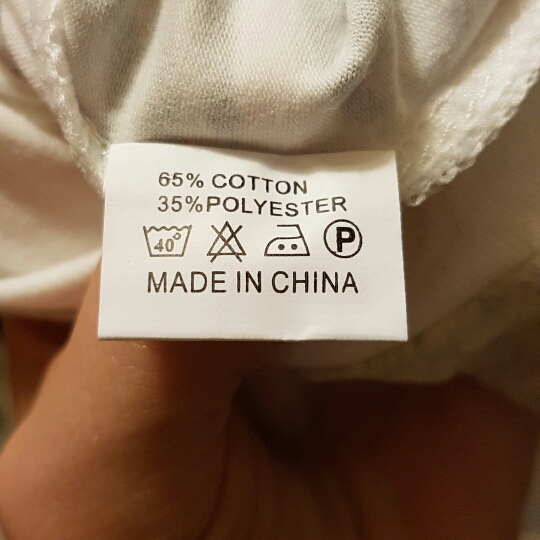 65% COTTON
35%POLYESTER
40° P
MADE IN CHINA